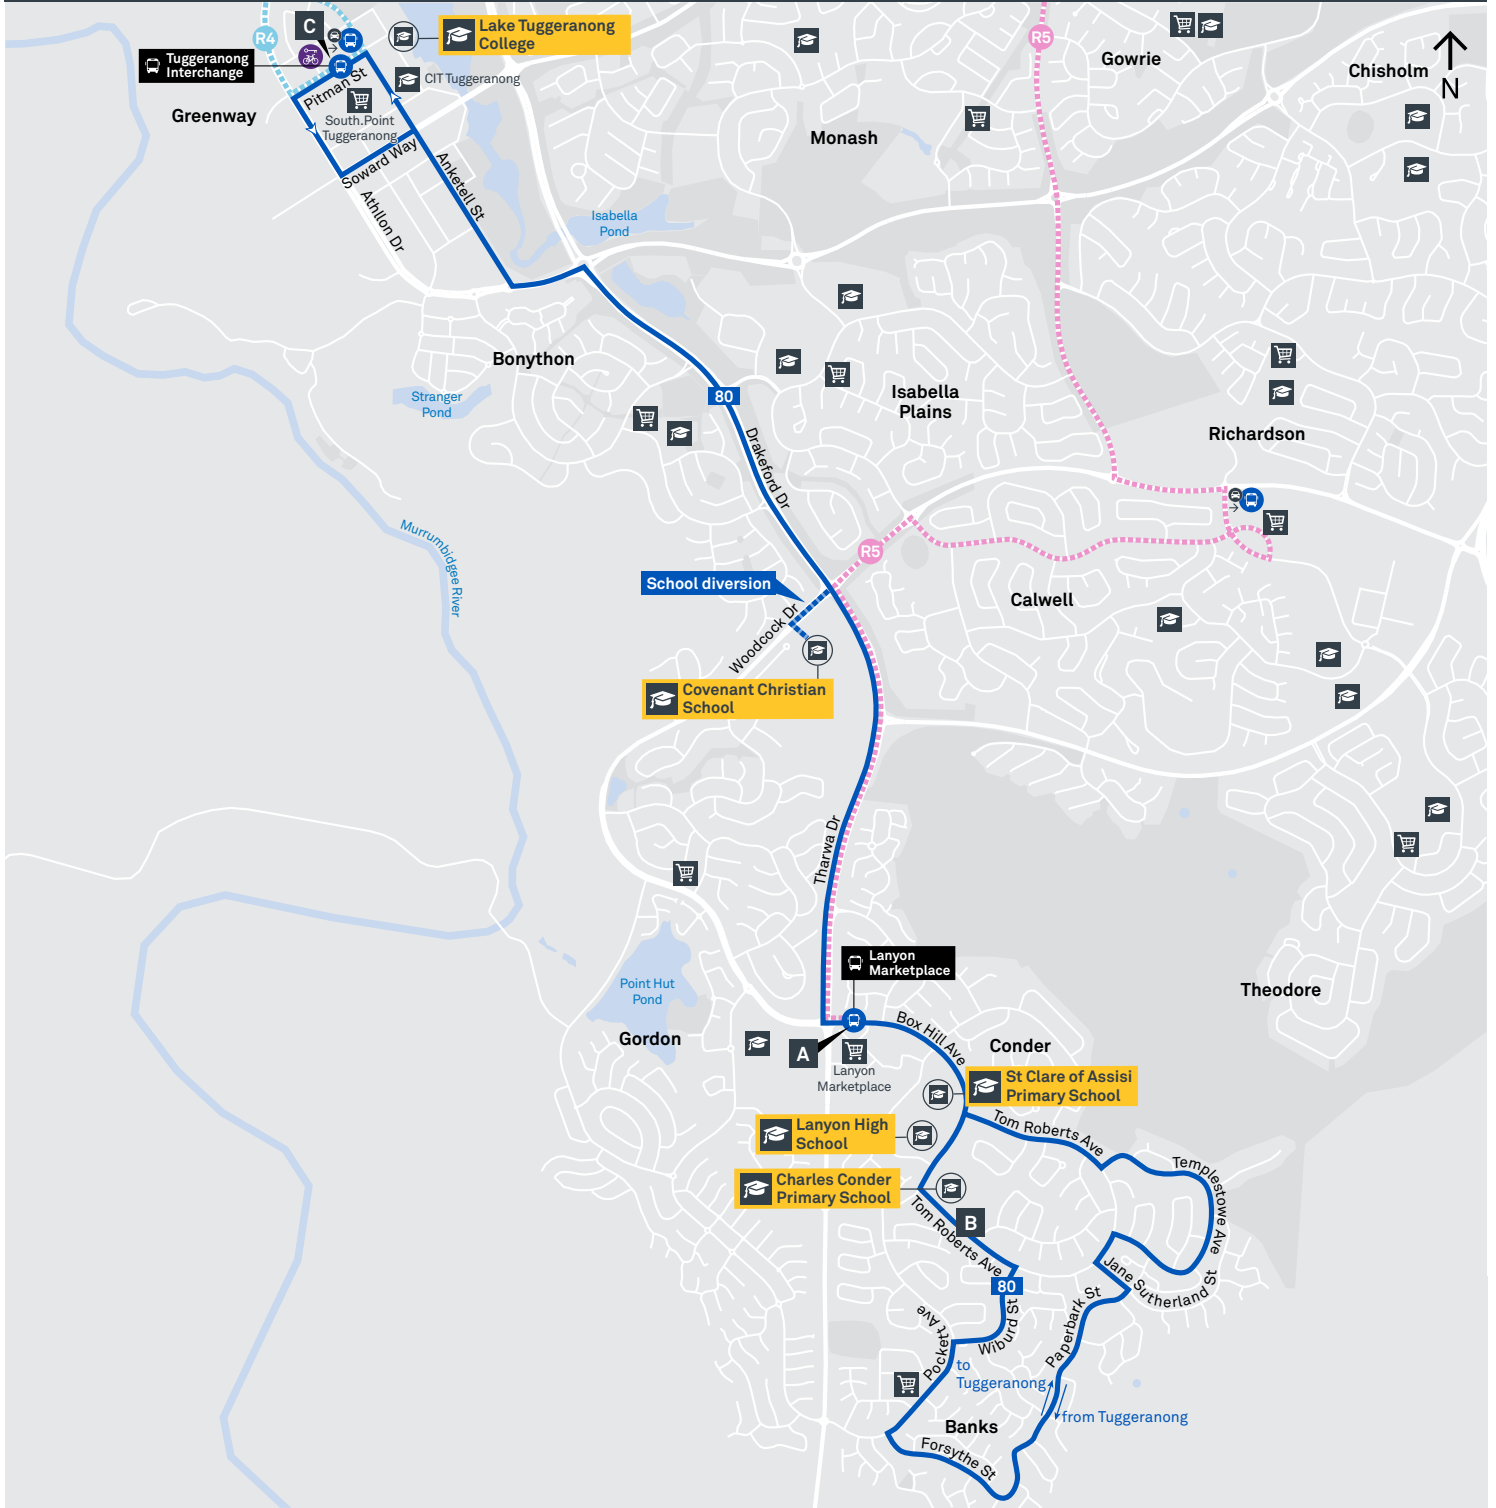 C
R4
Lake Tuggeranong
College
R5
Gowrie
Chisholm
N
Tuggeranong
Interchange
Pitman St
CIT Tuggeranong
Greenway
South.Point
Tuggeranong
Monash
Soward Way
Anketell St
Athllon Dr
Isabella
Pond
Bonython
80
Stranger
Pond
Isabella
Plains
Richardson
Drakeford Dr
Murrumbidgee River
R5
School diversion
Woodcock Dr
Calwell
Covenant Christian
School
Tharwa Dr
Lanyon
Marketplace
Point Hut
Pond
Theodore
Gordon
Box Hill Ave
Conder
A
Lanyon
Marketplace
St Clare of Assisi
Primary School
Lanyon High
School
Tom Roberts Ave
Charles Conder
Primary School
Templestowe Ave
B
Tom Roberts Ave
80
Jane Sutherland St
Wiburd St
Paperbark St
Pockett Ave
to
Tuggeranong
from Tuggeranong
Banks
Forsythe St